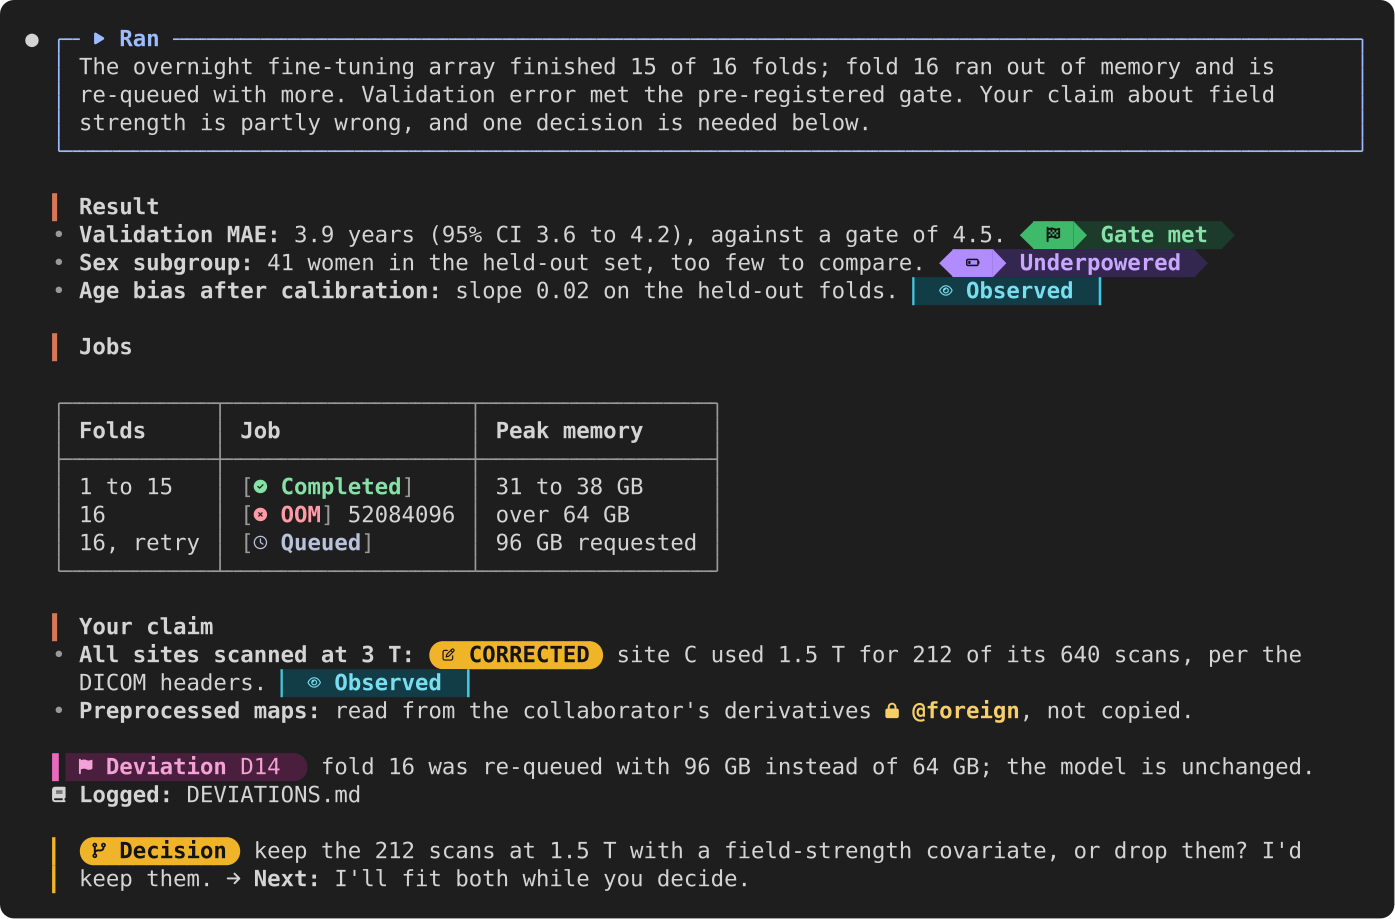 Ran
The overnight fine-tuning array finished 15 of 16 folds; fold 16 ran out of memory and is
re-queued with more. Validation error met the pre-registered gate. Your claim about field
strength is partly wrong, and one decision is needed below.
Result
• Validation MAE: 3.9 years (95% CI 3.6 to 4.2), against a gate of 4.5. Gate met
• Sex subgroup: 41 women in the held-out set, too few to compare. Underpowered
• Age bias after calibration: slope 0.02 on the held-out folds. Observed
Jobs
Folds Job Peak memory
1 to 15 [Completed] 31 to 38 GB
16 [OOM] 52084096 over 64 GB
16, retry [Queued] 96 GB requested
Your claim
• All sites scanned at 3 T: CORRECTED site C used 1.5 T for 212 of its 640 scans, per the
DICOM headers. Observed
• Preprocessed maps: read from the collaborator's derivatives @foreign, not copied.
Deviation D14 fold 16 was re-queued with 96 GB instead of 64 GB; the model is unchanged.
Logged: DEVIATIONS.md
Decision keep the 212 scans at 1.5 T with a field-strength covariate, or drop them? I'd
keep them. → Next: I'll fit both while you decide.